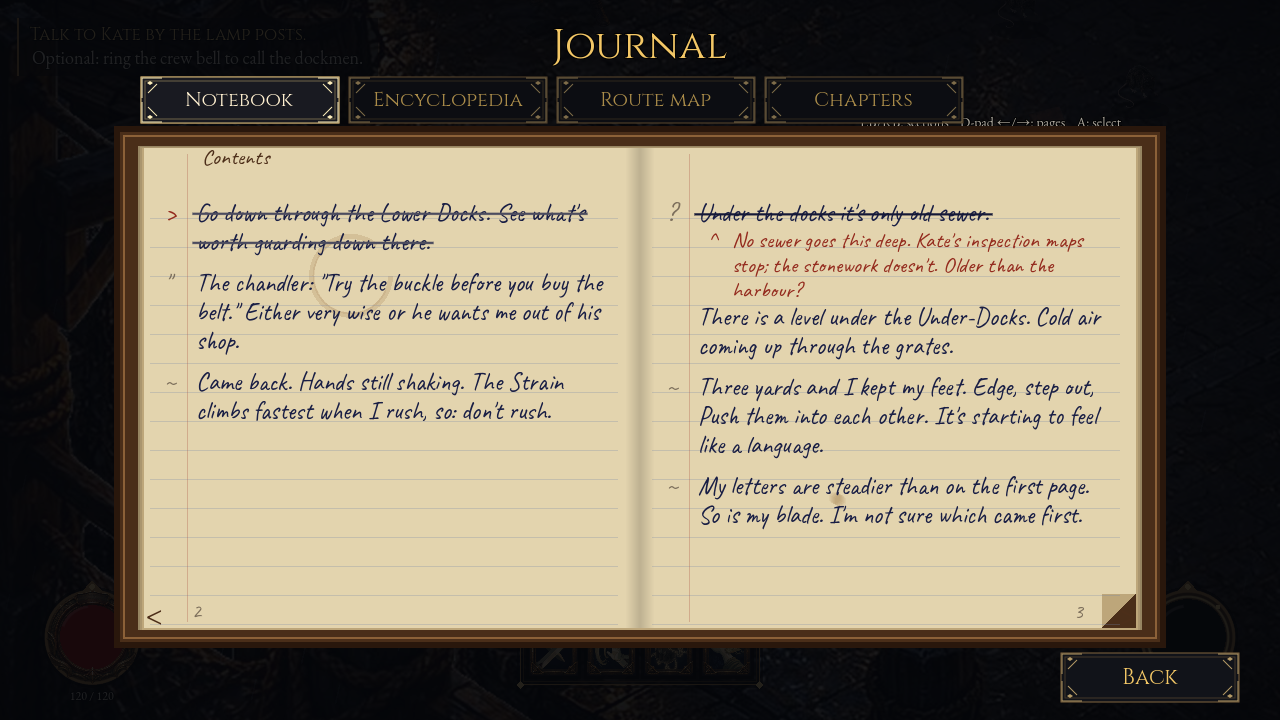 Talk to Kate by the lamp posts.
Optional: ring the crew bell to call the dockmen.
Journal
Notebook
Encyclopedia
Route map
Chapters
D-pad ←/→: pages A: select
Contents
> Go down through the Lower Docks. See what's
worth guarding down there.
" The chandler: "Try the buckle before you buy the
belt." Either very wise or he wants me out of his
shop.
~ Came back. Hands still shaking. The Strain
climbs fastest when I rush, so: don't rush.
< 2
? Under the docks it's only old sewer.
^ No sewer goes this deep. Kate's inspection maps
stop; the stonework doesn't. Older than the
harbour?
There is a level under the Under-Docks. Cold air
coming up through the grates.
~ Three yards and I kept my feet. Edge, step out,
Push them into each other. It's starting to feel
like a language.
~ My letters are steadier than on the first page.
So is my blade. I'm not sure which came first.
3
120 / 120
Back